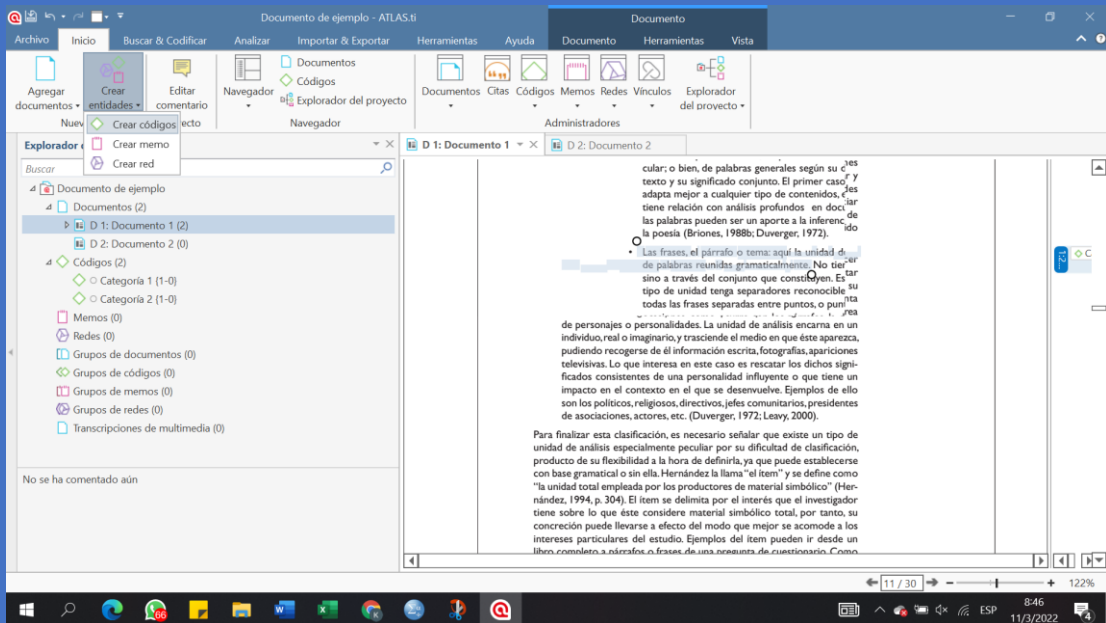 Documento de ejemplo - ATLAS.ti
Documento
Archivo Inicio Buscar & Codificar Analizar Importar & Exportar Herramientas Ayuda Documento Herramientas Vista
Agregar documentos
Crear entidades
Editar comentario
Navegador
Documentos
Códigos
Explorador del proyecto
Documentos Citas Códigos Memos Redes Vínculos
Explorador del proyecto
Nuev
ecto
Navegador
Administradores
Crear códigos
Crear memo
Crear red
Explorador
Buscar
Documento de ejemplo
Documentos (2)
D 1: Documento 1 (2)
D 2: Documento 2 (0)
Códigos (2)
Categoría 1 {1-0}
Categoría 2 {1-0}
Memos (0)
Redes (0)
Grupos de documentos (0)
Grupos de códigos (0)
Grupos de memos (0)
Grupos de redes (0)
Transcripciones de multimedia (0)
No se ha comentado aún
D 1: Documento 1
D 2: Documento 2
cular; o bien, de palabras generales según su
texto y su significado conjunto. El primer caso
adapta mejor a cualquier tipo de contenidos,
tiene relación con análisis profundos en
las palabras pueden ser un aporte a la
la poesía (Briones, 1988b; Duverger, 1972).
• Las frases, el párrafo o tema: aquí la unidad
de palabras reunidas gramaticalmente. No
sino a través del conjunto que constituyen.
tipo de unidad tenga separadores
todas las frases separadas entre puntos, o
de personajes o personalidades. La unidad de análisis encarna en un
individuo, real o imaginario, y trasciende el medio en que éste aparezca,
pudiendo recogerse de él información escrita, fotografías, apariciones
televisivas. Lo que interesa en este caso es rescatar los dichos signi-
ficados consistentes de una personalidad influyente o que tiene un
impacto en el contexto en el que se desenvuelve. Ejemplos de ello
son los políticos, religiosos, directivos, jefes comunitarios, presidentes
de asociaciones, actores, etc. (Duverger, 1972; Leavy, 2000).
Para finalizar esta clasificación, es necesario señalar que existe un tipo de
unidad de análisis especialmente peculiar por su dificultad de clasificación,
producto de su flexibilidad a la hora de definirla, ya que puede establecerse
con base gramatical o sin ella. Hernández la llama "el ítem" y se define como
"la unidad total empleada por los productores de material simbólico" (Her-
nández, 1994, p. 304). El ítem se delimita por el interés que el investigador
tiene sobre lo que éste considere material simbólico total, por tanto, su
concreción puede llevarse a efecto del modo que mejor se acomode a los
intereses particulares del estudio. Ejemplos del ítem pueden ir desde un
libro completo a párrafos o frases de una pregunta de cuestionario. Como
11 / 30
122%
66
ESP
8:46
11/3/2022
4